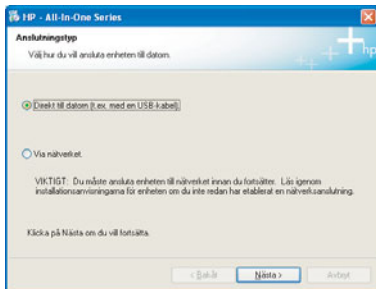 HP - All-In-One Series
Anslutningstyp
Välj hur du vill ansluta enheten till datorn.
hp
Direkt till datorn (t.ex. med en USB-kabel).
Via nätverket.
VIKTIGT: Du måste ansluta enheten till nätverket innan du fortsätter. Läs igenom
installationsanvisningarna för enheten om du inte redan har etablerat en nätverksanslutning.
Klicka på Nästa om du vill fortsätta.
< Bakåt
Nästa >
Avbryt